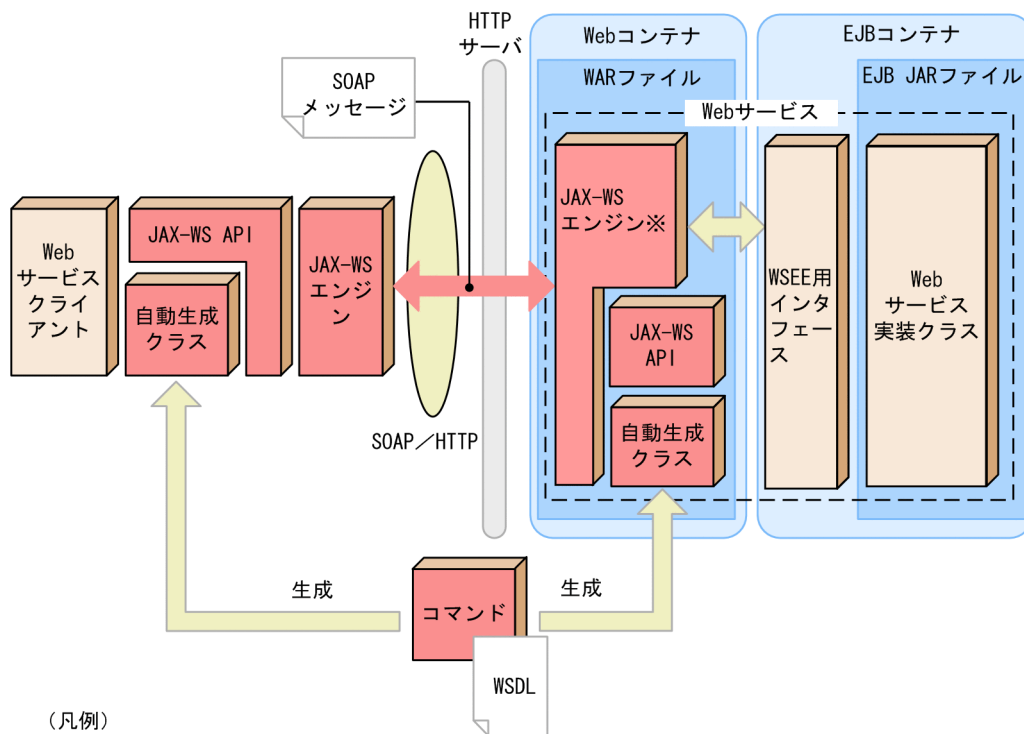 HTTP
サーバ
Webコンテナ
EJBコンテナ
SOAP
メッセージ
WARファイル
EJB JARファイル
Webサービス
Web
サービス
クライ
アント
JAX-WS API
自動生成
クラス
JAX-WS
エンジ
ン
JAX-WS
エンジン※
JAX-WS
API
自動生成
クラス
WSEE用
インタ
フェー
ス
Web
サービス
実装クラス
SOAP／HTTP
生成
コマンド
生成
WSDL
（凡例）